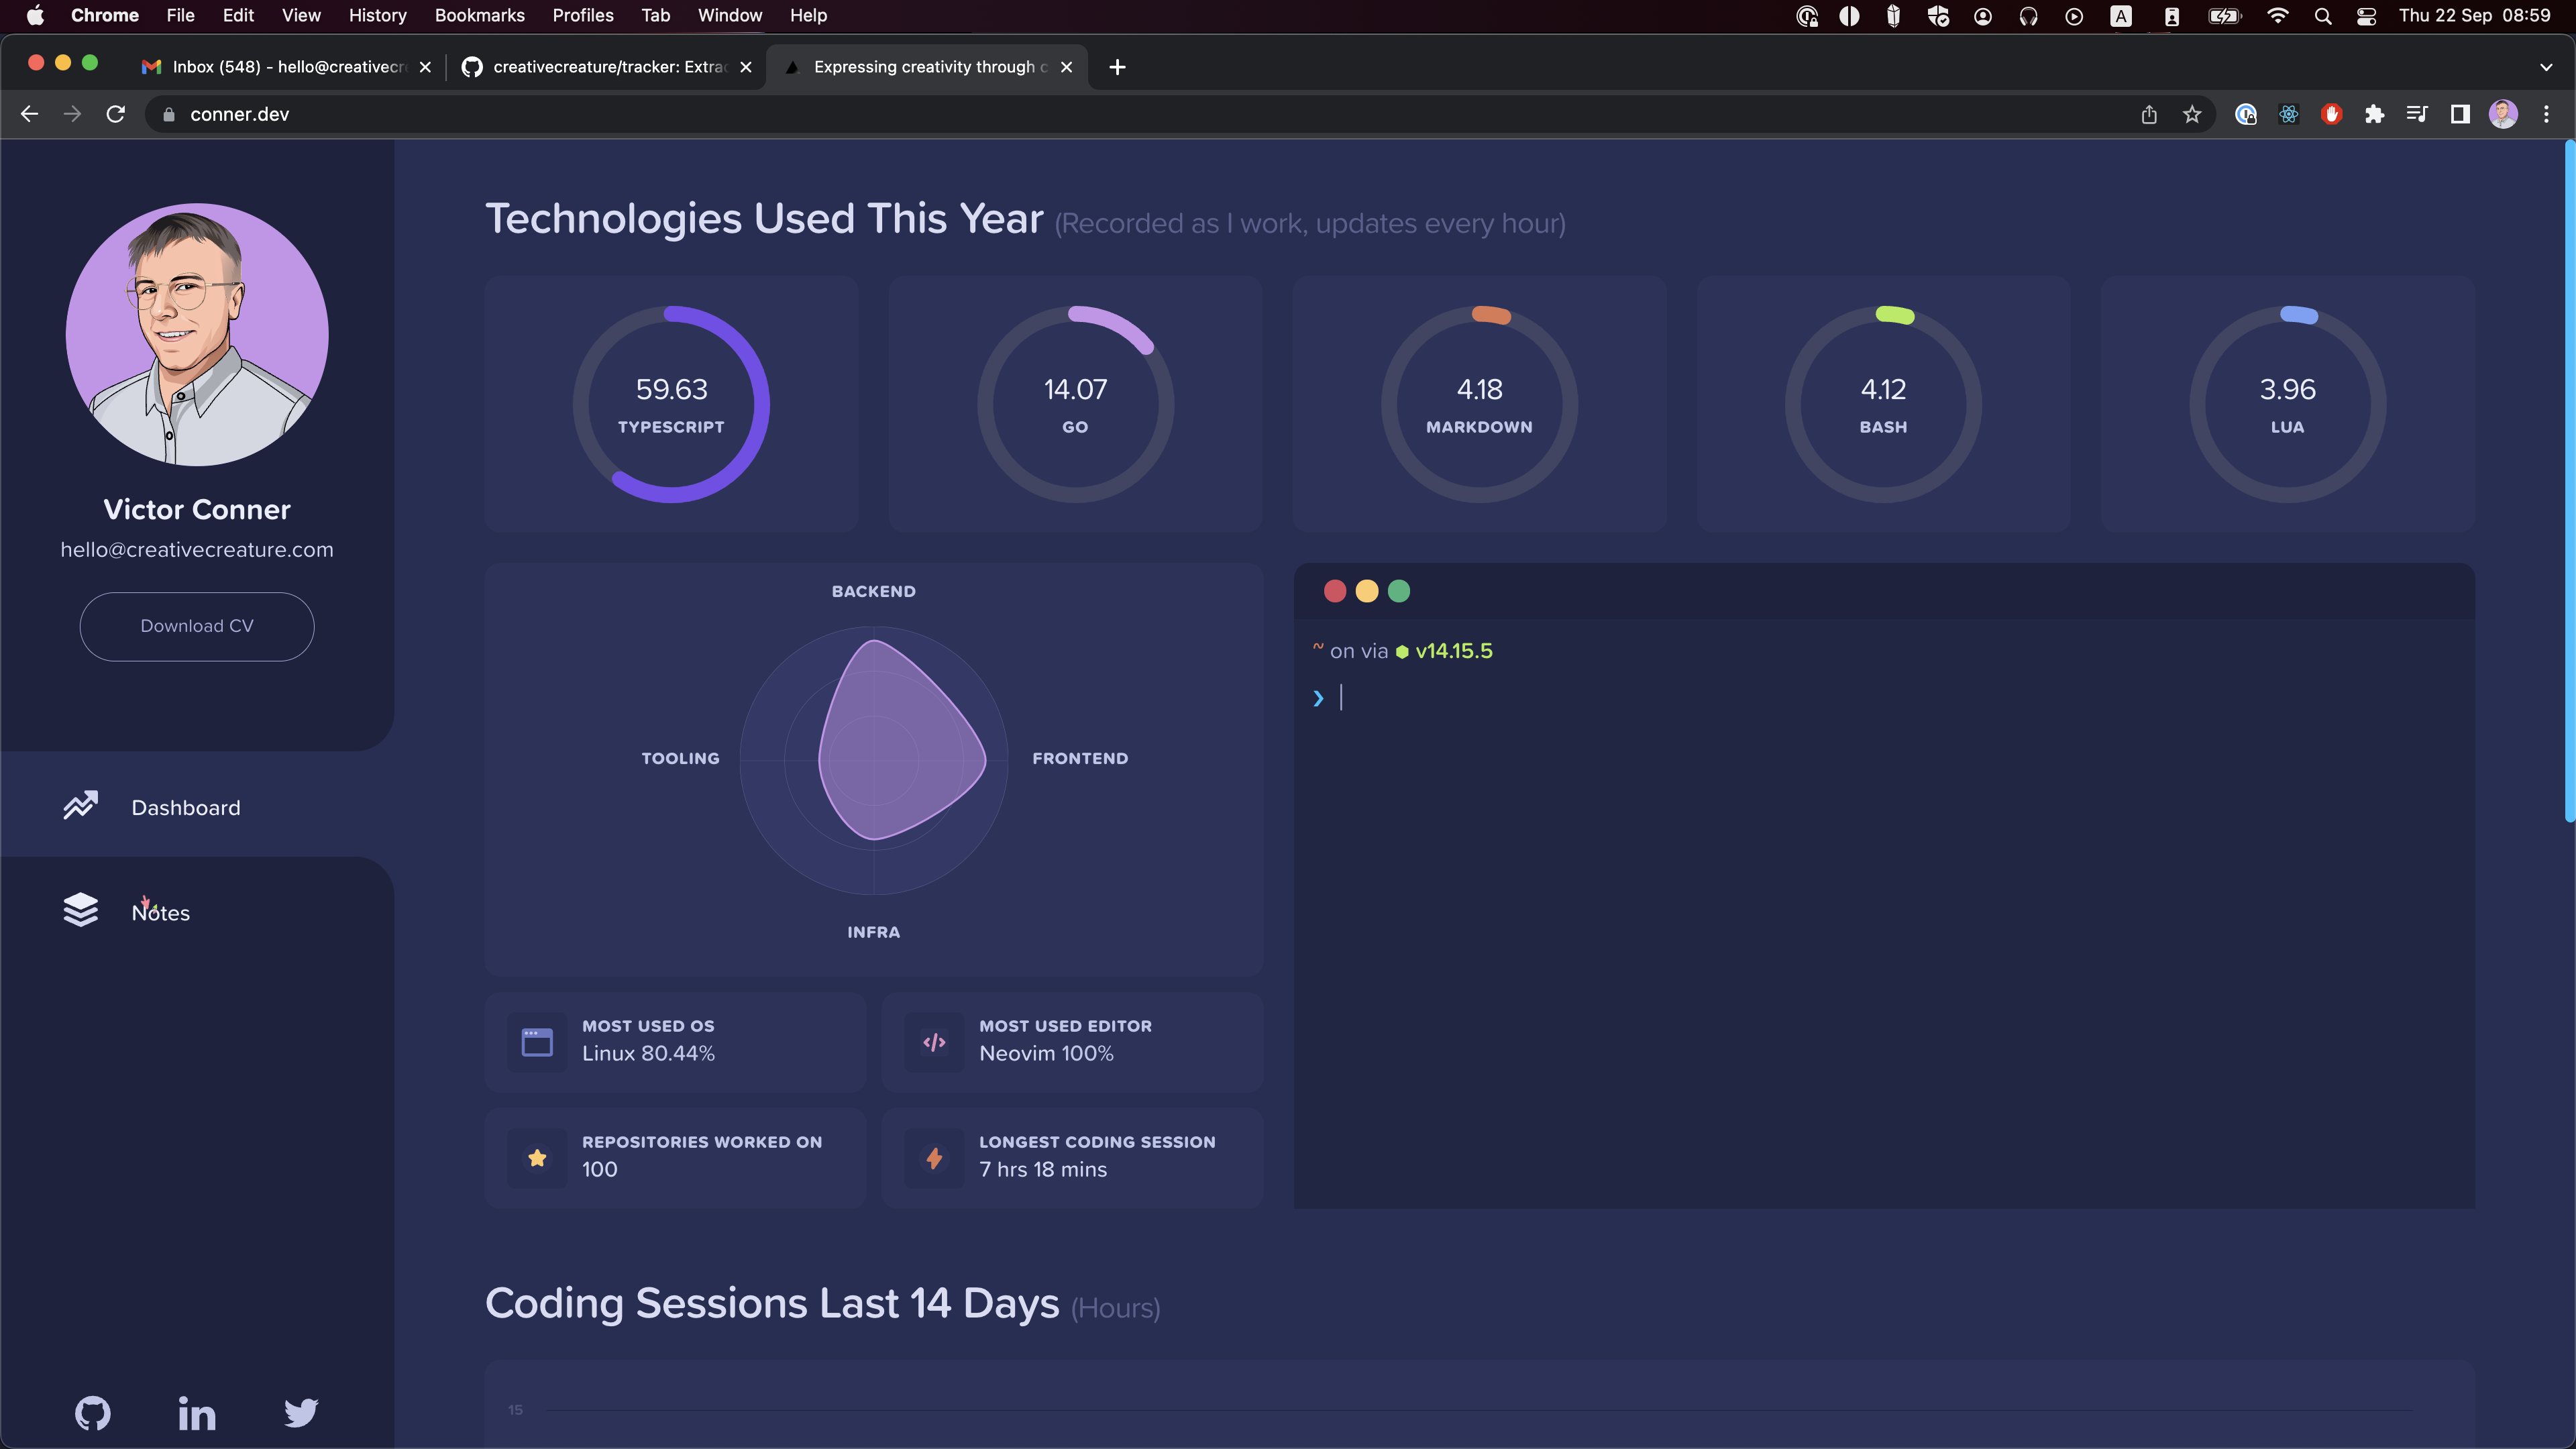 Chrome File Edit View History Bookmarks Profiles Tab Window Help A Thu 22 Sep 08:59
Inbox (548) - hello@creativecr creativecreature/tracker: Extrac Expressing creativity through c
conner.dev
Victor Conner
hello@creativecreature.com
Download CV
Dashboard
Notes
Technologies Used This Year (Recorded as I work, updates every hour)
59.63 14.07 4.18 4.12 3.96
TYPESCRIPT GO MARKDOWN BASH LUA
BACKEND
TOOLING FRONTEND
INFRA
~ on via v14.15.5
❯
MOST USED OS
Linux 80.44%
MOST USED EDITOR
Neovim 100%
REPOSITORIES WORKED ON
100
LONGEST CODING SESSION
7 hrs 18 mins
Coding Sessions Last 14 Days (Hours)
15
in